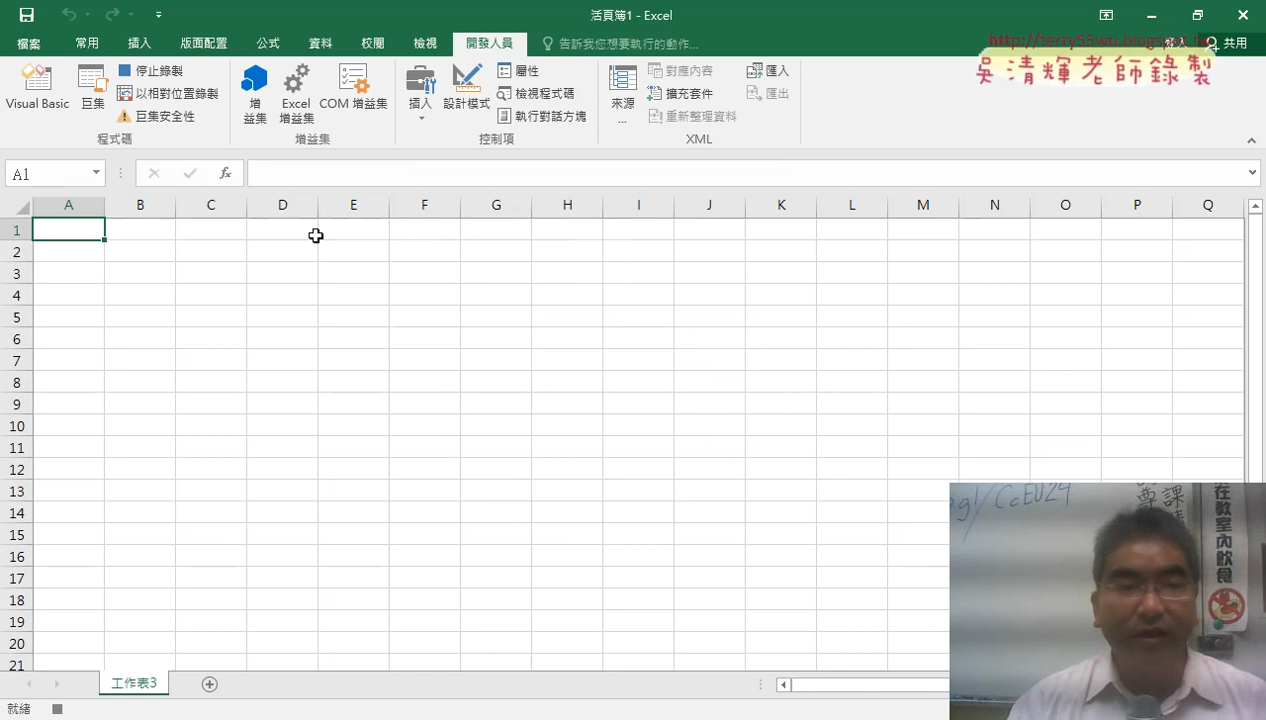 活頁簿1 - Excel
檔案 常用 插入 版面配置 公式 資料 校閱 檢視 開發人員 告訴我您想要執行的動作... 登入 共用
http://terry55wu.blogspot.tw
吳清輝老師錄製
Visual Basic 巨集 停止錄製 以相對位置錄製 巨集安全性 程式碼
增益集 Excel 增益集 COM 增益集 增益集
插入 設計模式 屬性 檢視程式碼 執行對話方塊 控制項
來源... 對應內容 擴充套件 重新整理資料 匯入 匯出 XML
A1 fx
A B C D E F G H I J K L M N O P Q
1
2
3
4
5
6
7
8
9
10
11
12
13
14
15
16
17
18
19
20
21
在教室內飲食
工作表3
就緒